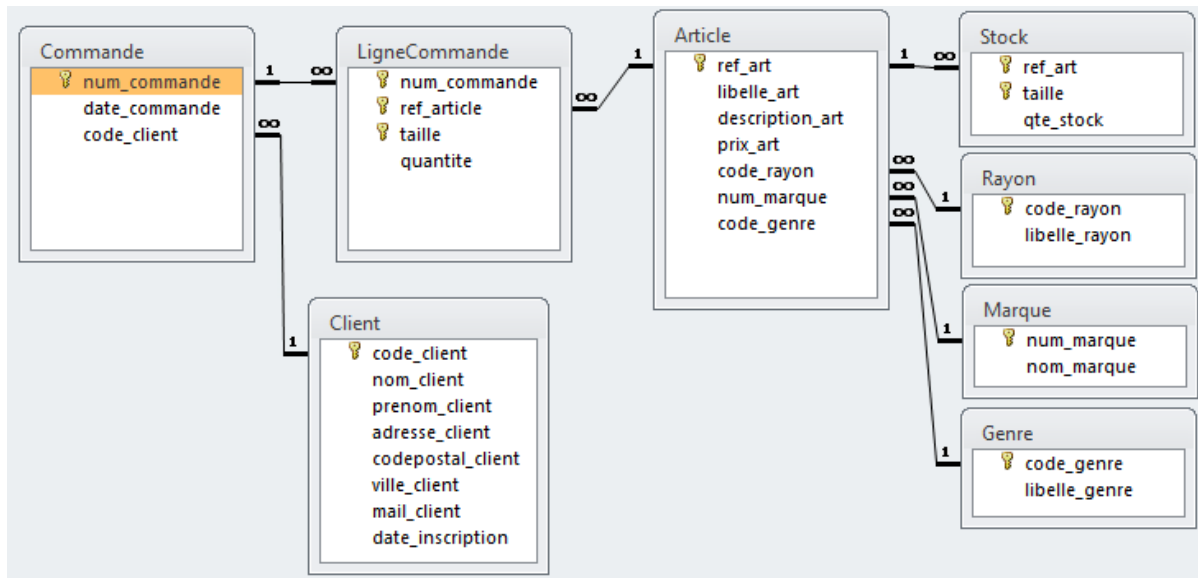 Commande
num_commande
date_commande
code_client
1
∞
∞
LigneCommande
num_commande
ref_article
taille
quantite
∞
1
Article
ref_art
libelle_art
description_art
prix_art
code_rayon
num_marque
code_genre
1
∞
∞
∞
∞
Stock
ref_art
taille
qte_stock
1
Rayon
code_rayon
libelle_rayon
1
Marque
num_marque
nom_marque
1
Genre
code_genre
libelle_genre
1
Client
code_client
nom_client
prenom_client
adresse_client
codepostal_client
ville_client
mail_client
date_inscription